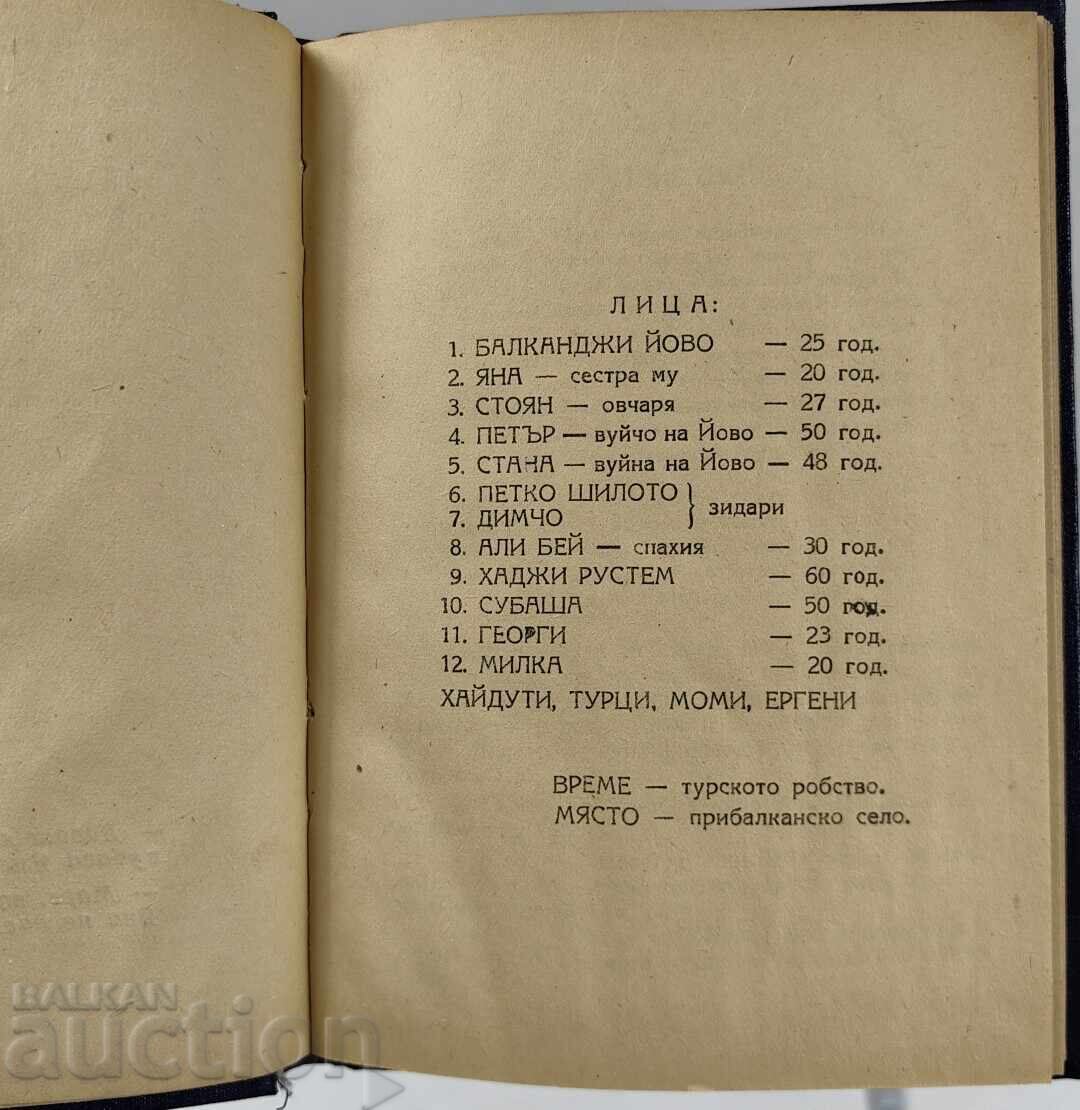 ЛИЦА:
1. БАЛКАНДЖИ ЙОВО — 25 год.
2. ЯНА — сестра му — 20 год.
3. СТОЯН — овчаря — 27 год.
4. ПЕТЪР — вуйчо на Йово — 50 год.
5. СТАНА — вуйна на Йово — 48 год.
6. ПЕТКО ШИЛОТО
7. ДИМЧО
} зидари
8. АЛИ БЕЙ — спахия — 30 год.
9. ХАДЖИ РУСТЕМ — 60 год.
10. СУБАША — 50 год.
11. ГЕОРГИ — 23 год.
12. МИЛКА — 20 год.
ХАЙДУТИ, ТУРЦИ, МОМИ, ЕРГЕНИ
ВРЕМЕ — турското робство.
МЯСТО — прибалканско село.
BALKAN
auction